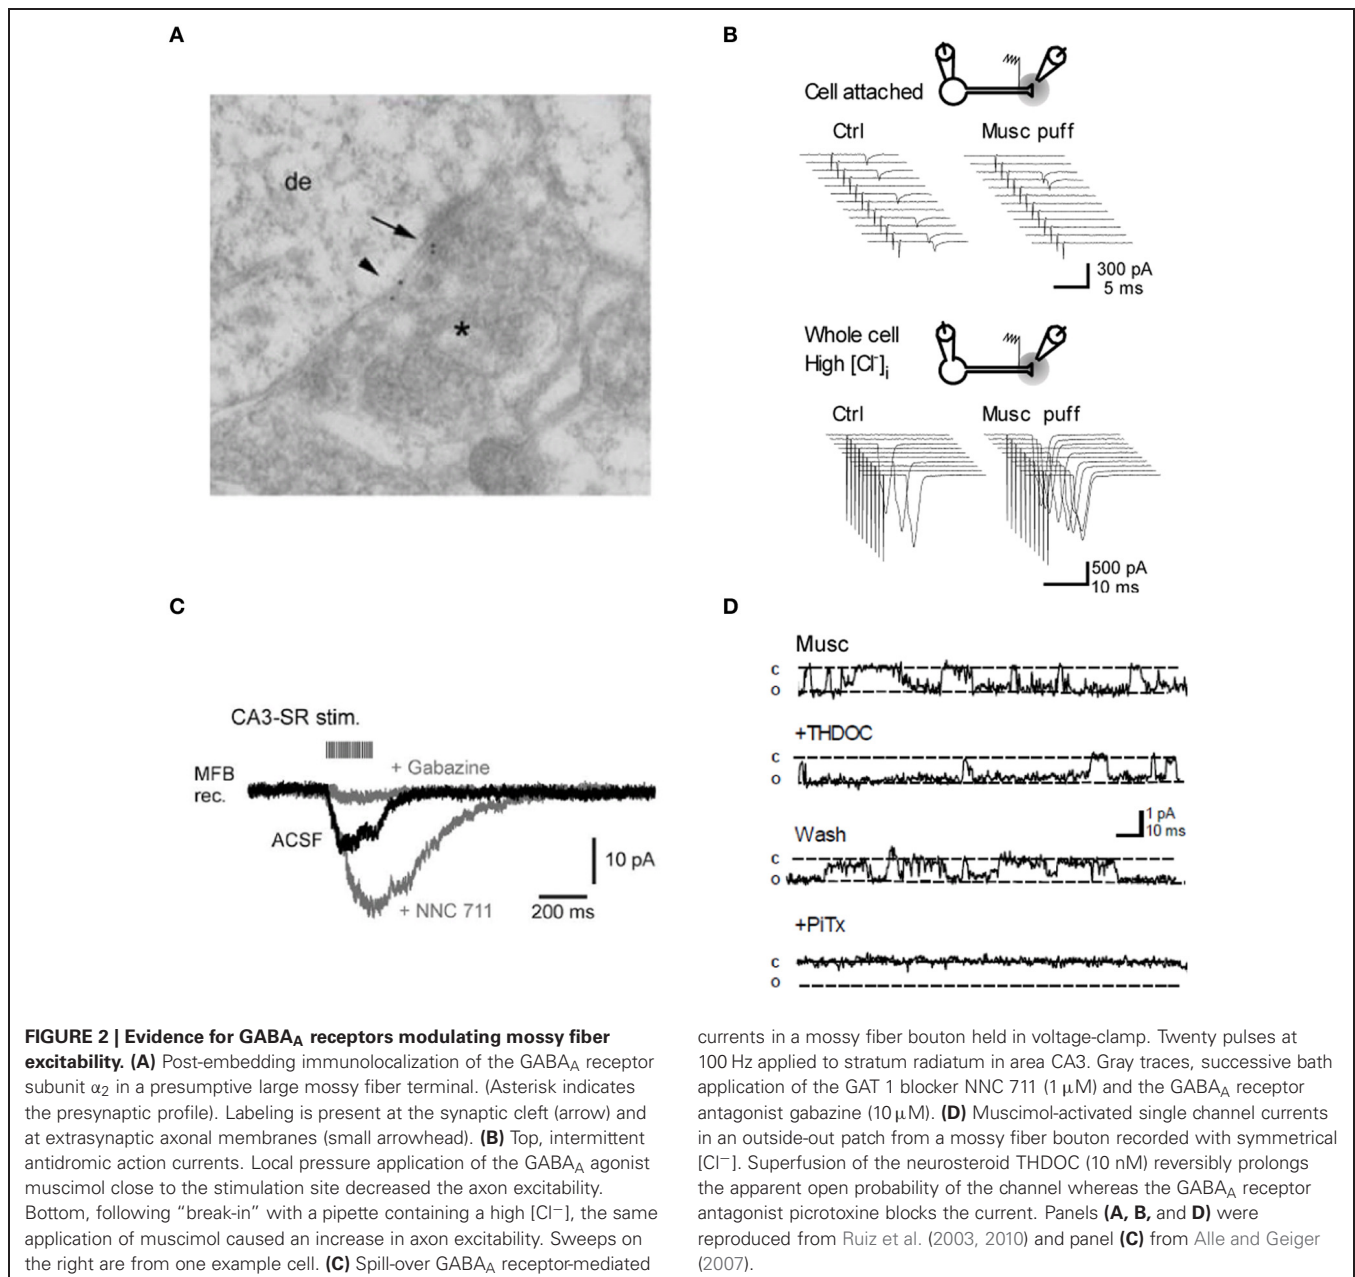 A
de
*
B
Cell attached
Ctrl
Musc puff
300 pA
5 ms
Whole cell
High [Cl-]i
Ctrl
Musc puff
500 pA
10 ms
C
CA3-SR stim.
MFB
rec.
+ Gabazine
ACSF
10 pA
+ NNC 711
200 ms
D
Musc
c
o
+THDOC
c
o
1 pA
10 ms
Wash
c
o
+PiTx
c
o
FIGURE 2 | Evidence for GABAA receptors modulating mossy fiber
excitability. (A) Post-embedding immunolocalization of the GABAA receptor
subunit α2 in a presumptive large mossy fiber terminal. (Asterisk indicates
the presynaptic profile). Labeling is present at the synaptic cleft (arrow) and
at extrasynaptic axonal membranes (small arrowhead). (B) Top, intermittent
antidromic action currents. Local pressure application of the GABAA agonist
muscimol close to the stimulation site decreased the axon excitability.
Bottom, following “break-in” with a pipette containing a high [Cl−], the same
application of muscimol caused an increase in axon excitability. Sweeps on
the right are from one example cell. (C) Spill-over GABAA receptor-mediated
currents in a mossy fiber bouton held in voltage-clamp. Twenty pulses at
100 Hz applied to stratum radiatum in area CA3. Gray traces, successive bath
application of the GAT 1 blocker NNC 711 (1 μM) and the GABAA receptor
antagonist gabazine (10 μM). (D) Muscimol-activated single channel currents
in an outside-out patch from a mossy fiber bouton recorded with symmetrical
[Cl−]. Superfusion of the neurosteroid THDOC (10 nM) reversibly prolongs
the apparent open probability of the channel whereas the GABAA receptor
antagonist picrotoxine blocks the current. Panels (A, B, and D) were
reproduced from Ruiz et al. (2003, 2010) and panel (C) from Alle and Geiger
(2007).